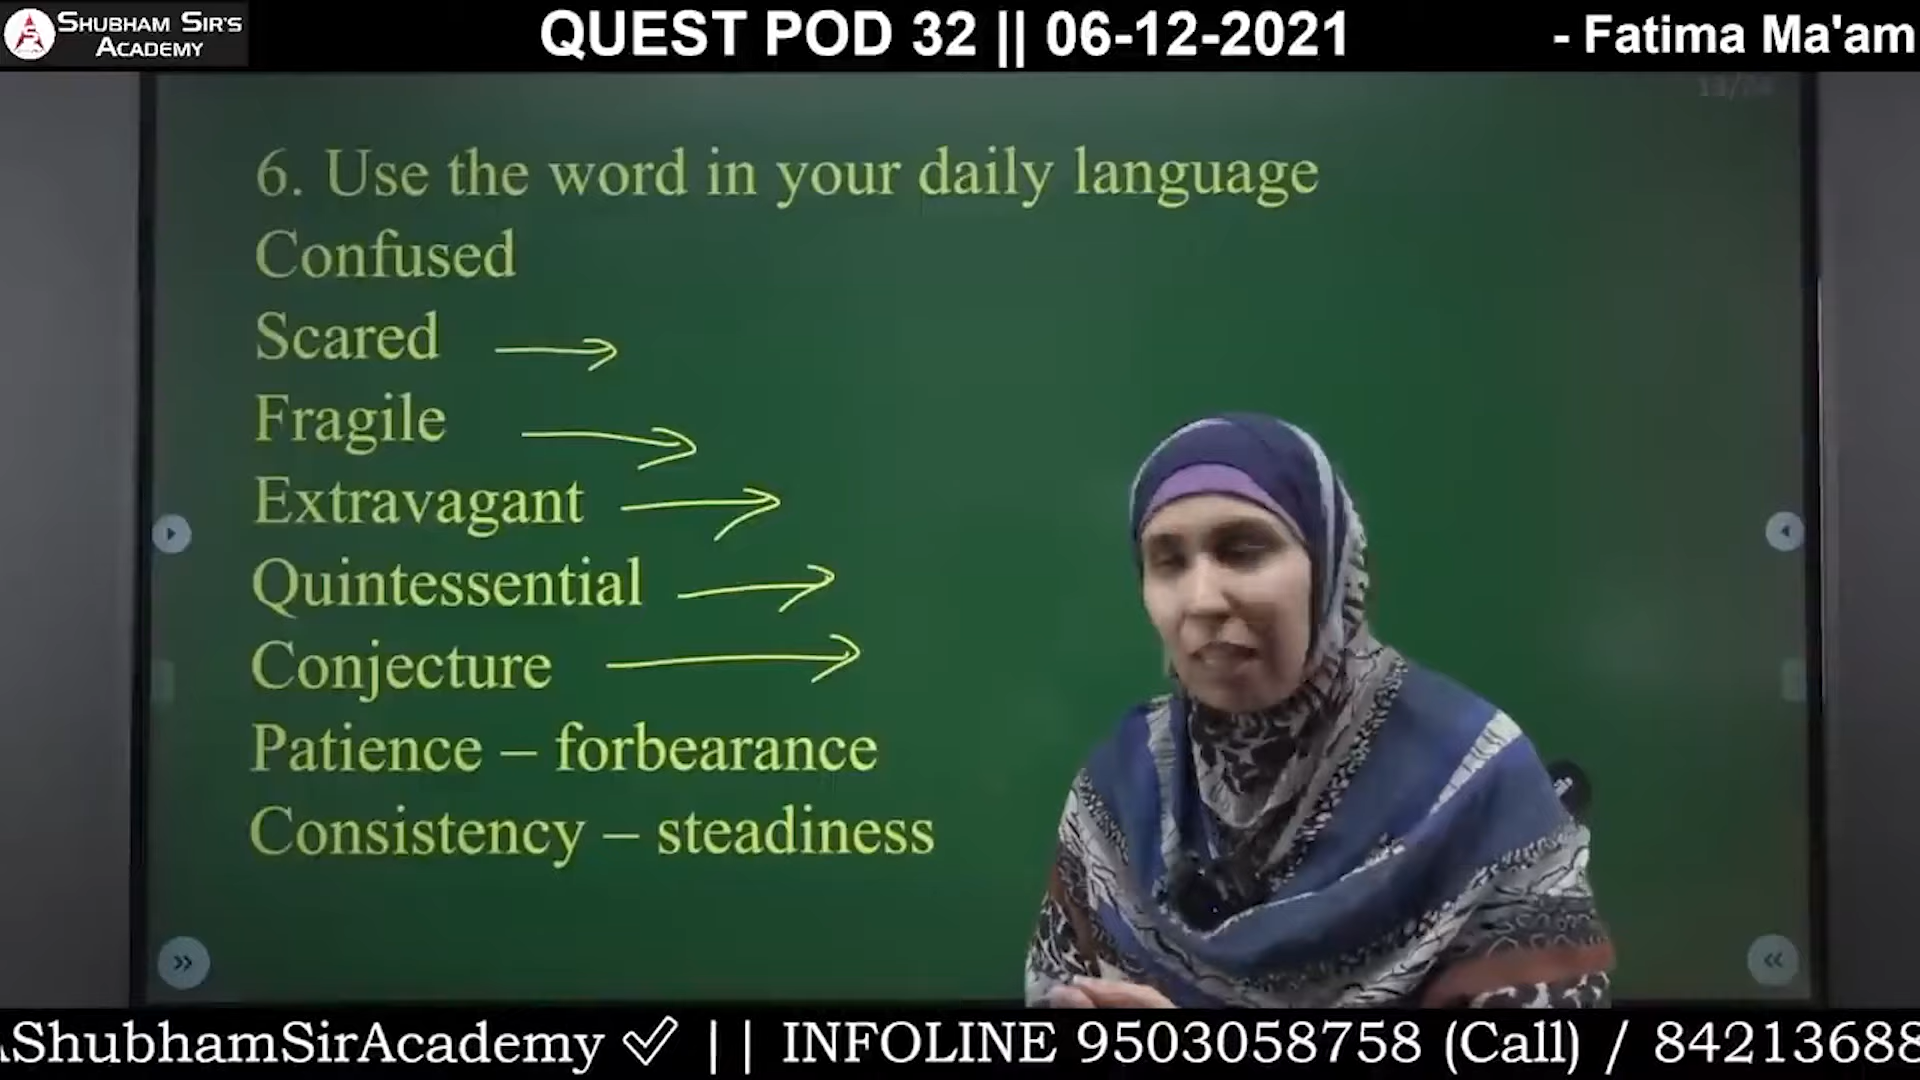 SHUBHAM SIR'S
ACADEMY
QUEST POD 32 || 06-12-2021
- Fatima Ma'am
6. Use the word in your daily language
Confused
Scared
Fragile
Extravagant
Quintessential
Conjecture
Patience – forbearance
Consistency – steadiness
ShubhamSirAcademy ✓ || INFOLINE 9503058758 (Call) / 84213688